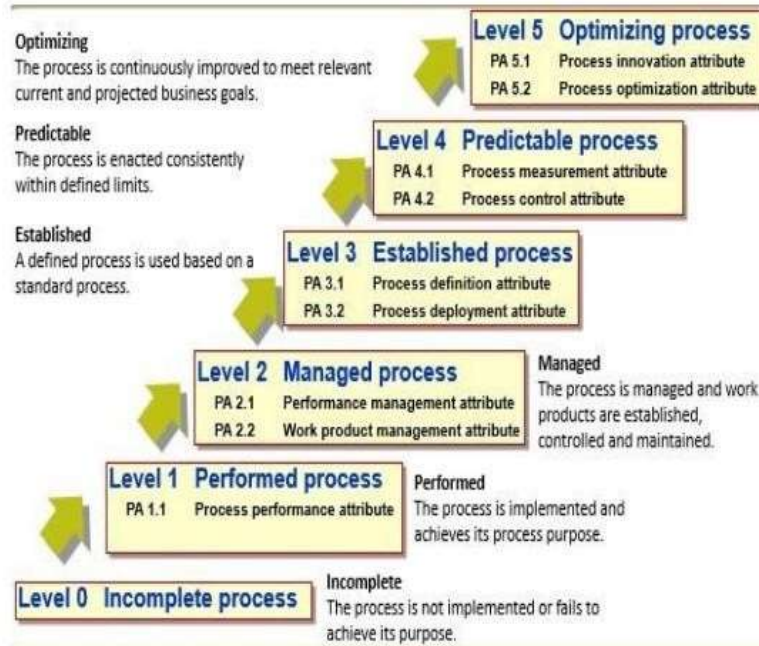 Level 5 Optimizing process
PA 5.1 Process innovation attribute
PA 5.2 Process optimization attribute
Optimizing
The process is continuously improved to meet relevant
current and projected business goals.
Level 4 Predictable process
PA 4.1 Process measurement attribute
PA 4.2 Process control attribute
Predictable
The process is enacted consistently
within defined limits.
Level 3 Established process
PA 3.1 Process definition attribute
PA 3.2 Process deployment attribute
Established
A defined process is used based on a
standard process.
Level 2 Managed process
PA 2.1 Performance management attribute
PA 2.2 Work product management attribute
Managed
The process is managed and work
products are established,
controlled and maintained.
Level 1 Performed process
PA 1.1 Process performance attribute
Performed
The process is implemented and
achieves its process purpose.
Level 0 Incomplete process
Incomplete
The process is not implemented or fails to
achieve its purpose.